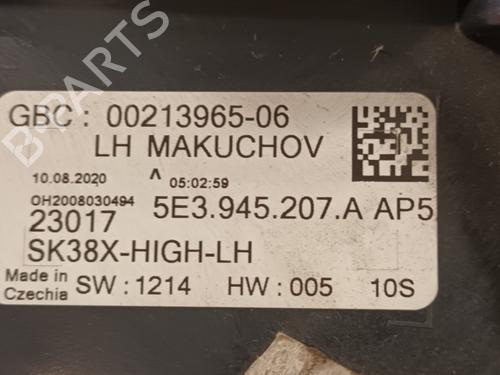 GBC : 00213965-06
LH MAKUCHOV
10.08.2020 ^ 05:02:59
OH2008030494
23017 5E3.945.207.A AP5
SK38X-HIGH-LH
Made in
Czechia SW : 1214 HW : 005 10S
B-PARTS